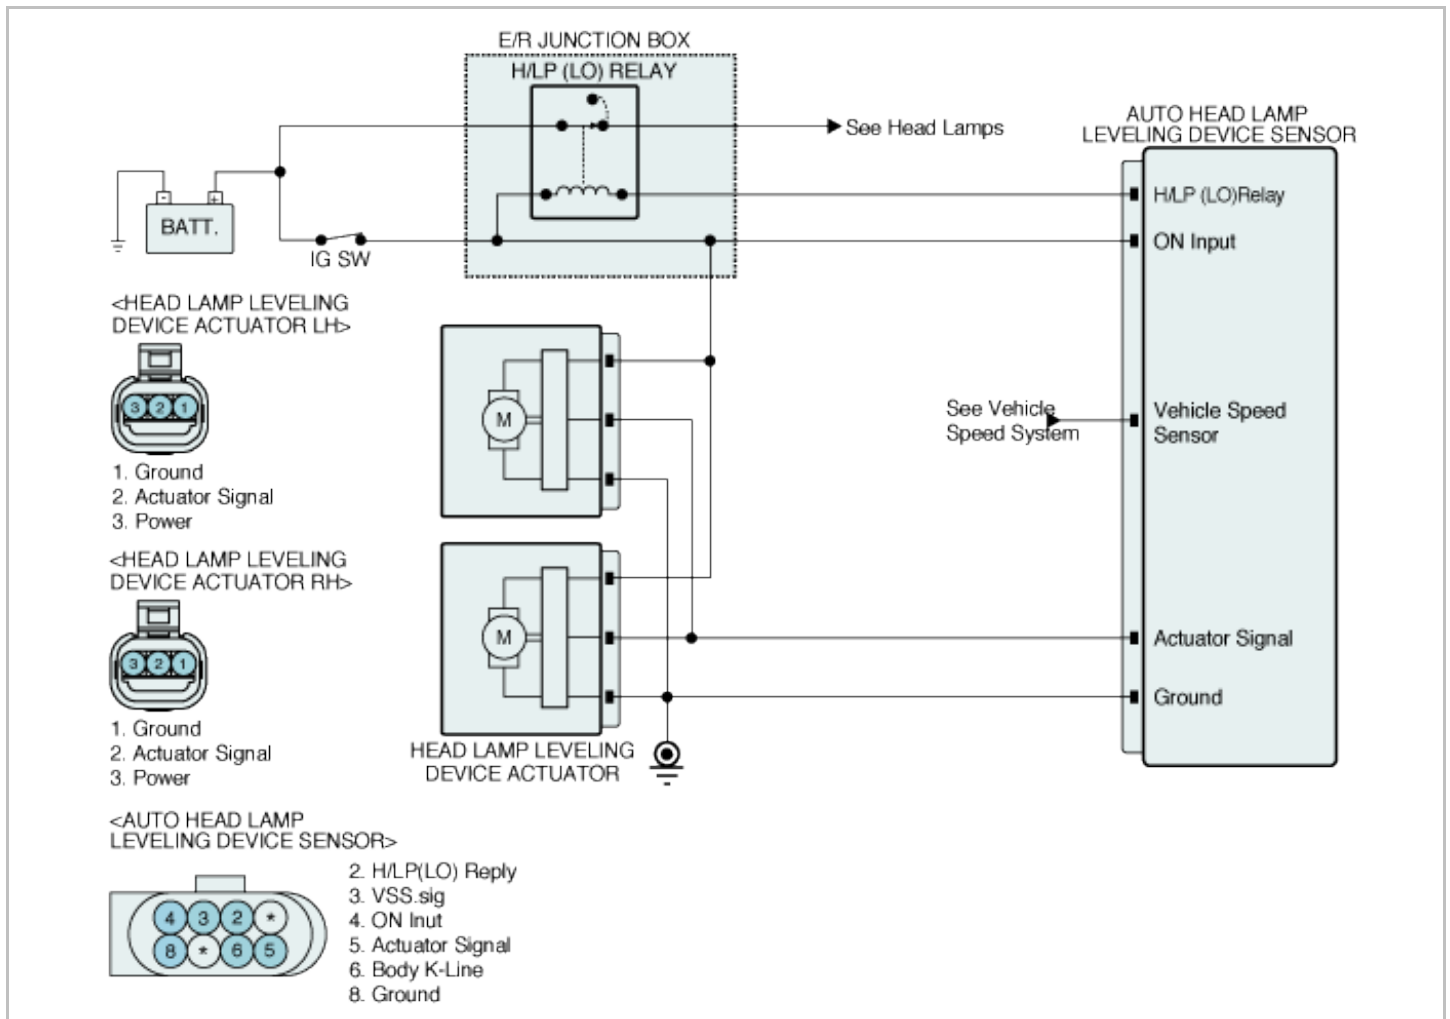 E/R JUNCTION BOX
H/LP (LO) RELAY
See Head Lamps
AUTO HEAD LAMP
LEVELING DEVICE SENSOR
- +
BATT.
IG SW
H/LP (LO)Relay
ON Input
<HEAD LAMP LEVELING
DEVICE ACTUATOR LH>
3 2 1
1. Ground
2. Actuator Signal
3. Power
M
See Vehicle
Speed System
Vehicle Speed
Sensor
<HEAD LAMP LEVELING
DEVICE ACTUATOR RH>
3 2 1
1. Ground
2. Actuator Signal
3. Power
M
Actuator Signal
Ground
HEAD LAMP LEVELING
DEVICE ACTUATOR
<AUTO HEAD LAMP
LEVELING DEVICE SENSOR>
4 3 2 *
8 * 6 5
2. H/LP(LO) Reply
3. VSS.sig
4. ON Inut
5. Actuator Signal
6. Body K-Line
8. Ground